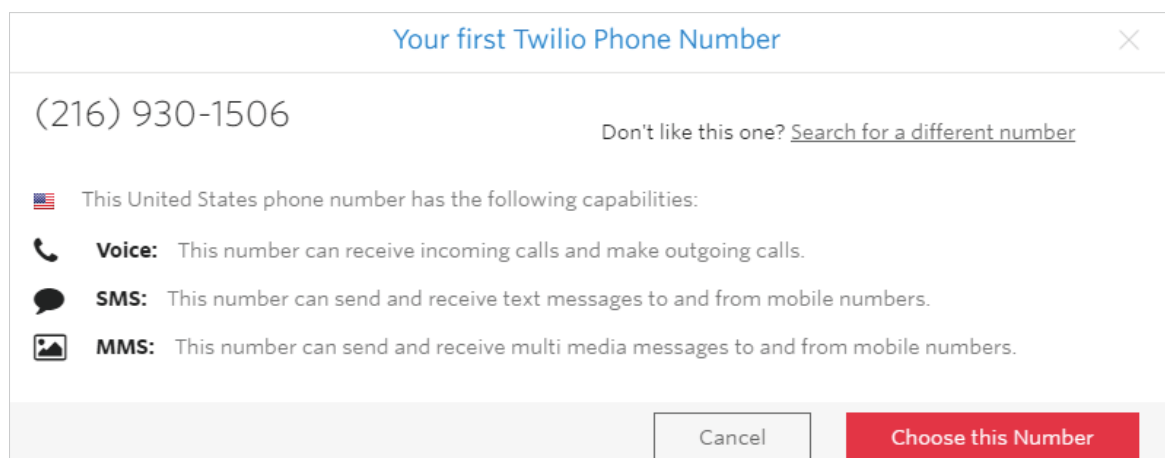 Your first Twilio Phone Number
(216) 930-1506
Don't like this one? Search for a different number
This United States phone number has the following capabilities:
Voice: This number can receive incoming calls and make outgoing calls.
SMS: This number can send and receive text messages to and from mobile numbers.
MMS: This number can send and receive multi media messages to and from mobile numbers.
Cancel
Choose this Number